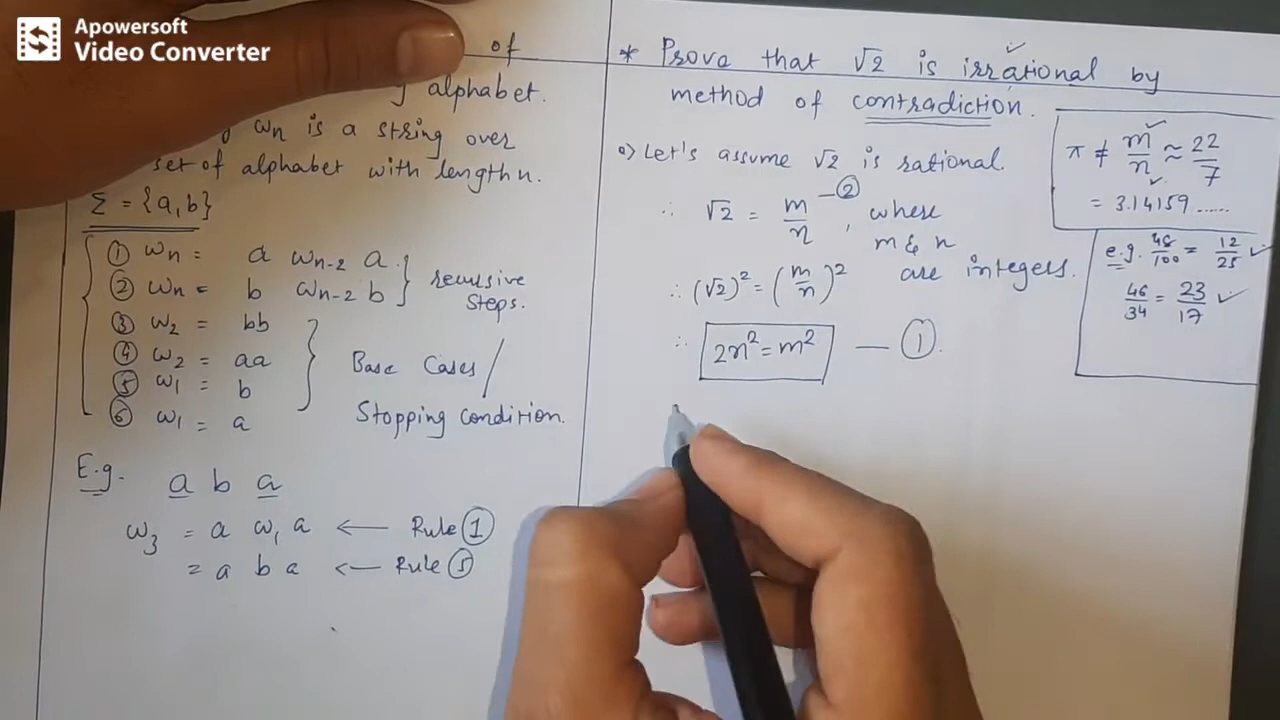 Apowersoft
Video Converter
of
alphabet.
wn is a string over
set of alphabet with length n.
Σ = {a,b}
① wn = a wn-2 a
② wn = b wn-2 b
recursive
Steps.
③ w2 = bb
④ w2 = aa
⑤ w1 = b
⑥ w1 = a
Base Cases /
Stopping condition.
E.g. a b a
w3 = a w1 a ← Rule ①
= a b a ← Rule ⑤
* Prove that √2 is irrational by
method of contradiction.
Let's assume √2 is rational.
∴ √2 = m/n —②, where
m & n
are integers.
∴ (√2)² = (m/n)²
∴ 2n² = m² — ①
π ≠ m/n ≈ 22/7
= 3.14159......
e.g. 48/100 = 12/25 ✓
46/34 = 23/17 ✓